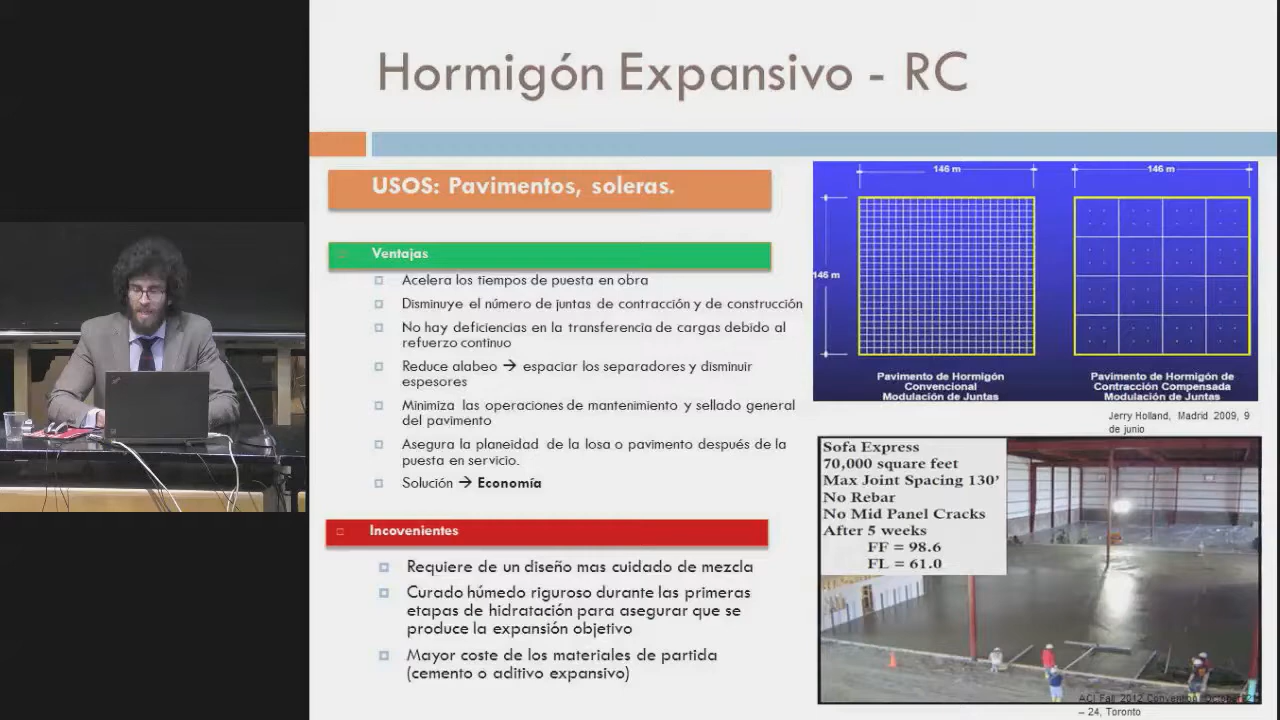 Hormigón Expansivo - RC
USOS: Pavimentos, soleras.
Ventajas
Acelera los tiempos de puesta en obra
Disminuye el número de juntas de contracción y de construcción
No hay deficiencias en la transferencia de cargas debido al
refuerzo continuo
Reduce alabeo → espaciar los separadores y disminuir
espesores
Minimiza las operaciones de mantenimiento y sellado general
del pavimento
Asegura la planeidad de la losa o pavimento después de la
puesta en servicio.
Solución → Economía
Incovenientes
Requiere de un diseño mas cuidado de mezcla
Curado húmedo riguroso durante las primeras
etapas de hidratación para asegurar que se
produce la expansión objetivo
Mayor coste de los materiales de partida
(cemento o aditivo expansivo)
146 m
146 m
146 m
Pavimento de Hormigón
Convencional
Modulación de Juntas
Pavimento de Hormigón de
Contracción Compensada
Modulación de Juntas
Jerry Holland, Madrid 2009, 9
de junio
Sofa Express
70,000 square feet
Max Joint Spacing 130'
No Rebar
No Mid Panel Cracks
After 5 weeks
FF = 98.6
FL = 61.0
ACI Fall 2012 Convention October
– 24, Toronto